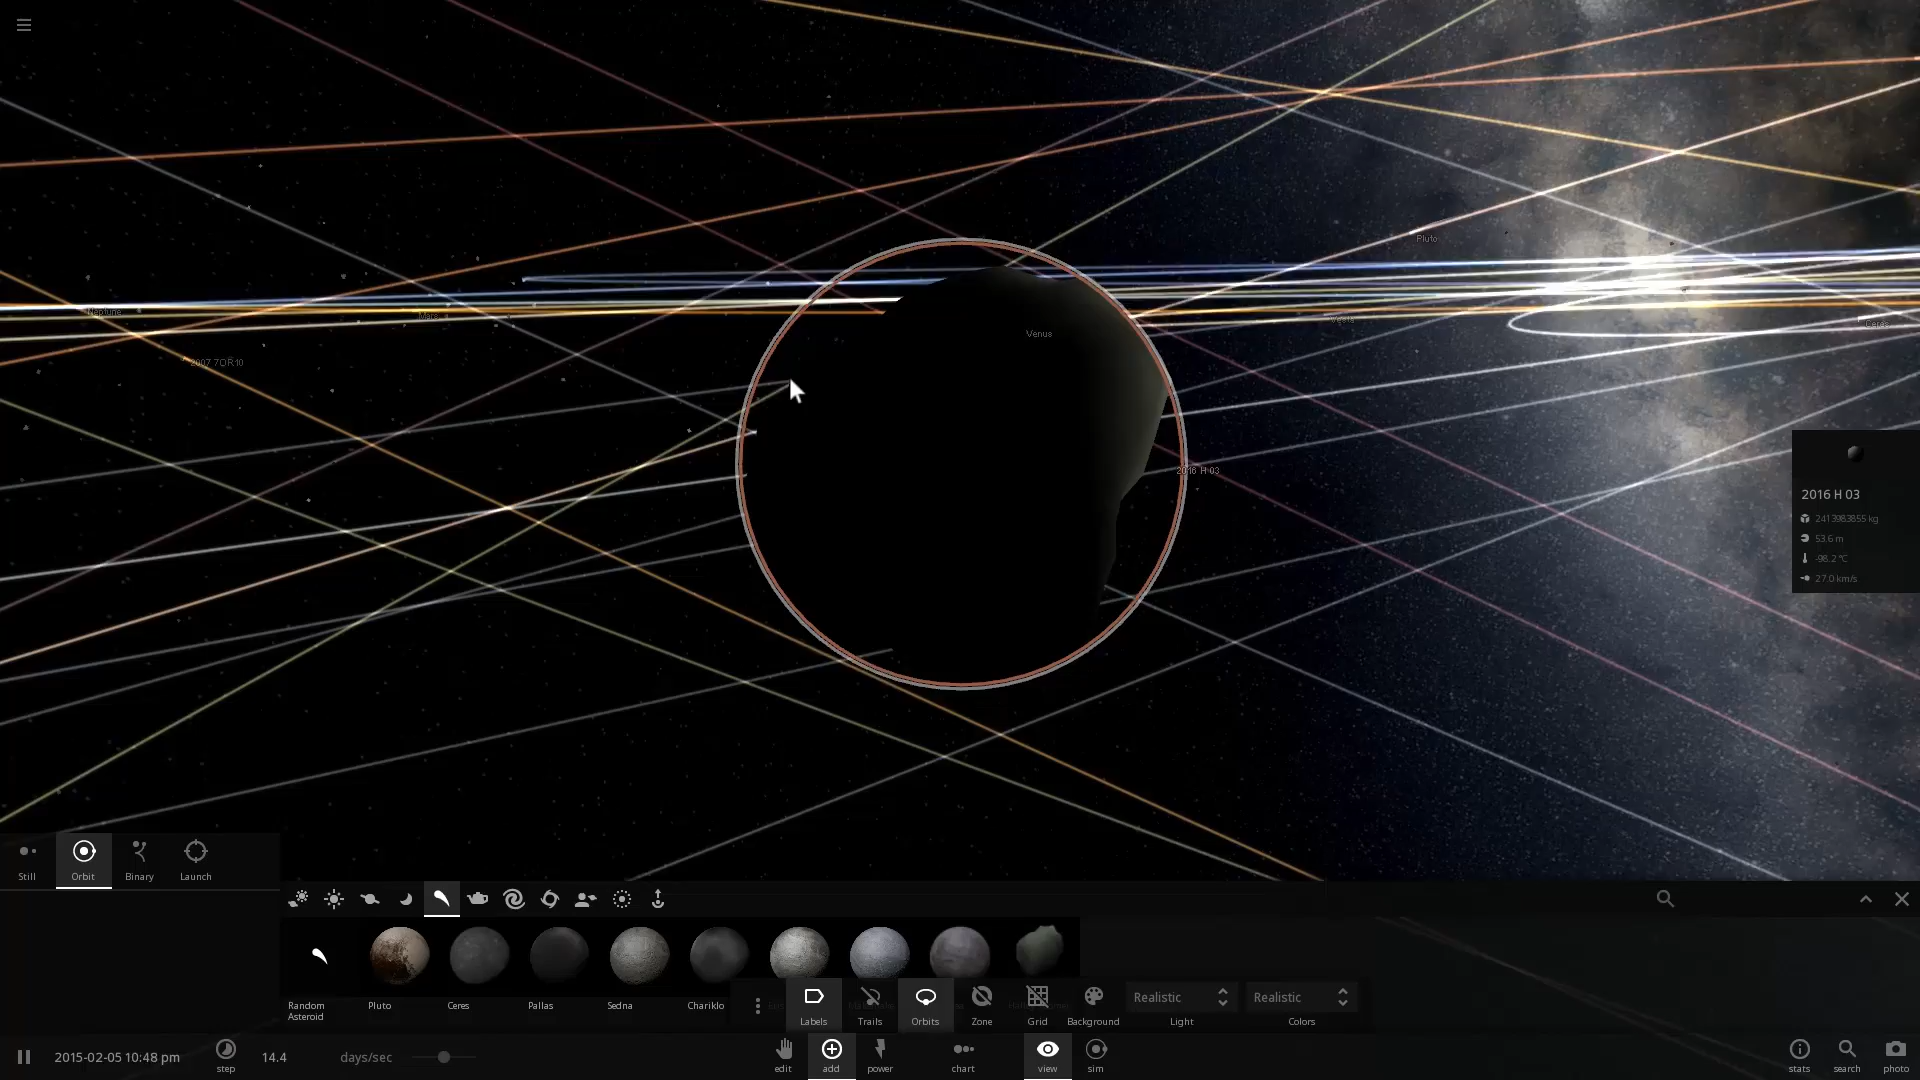 Pluto
Neptune
Mars
Venus
Vesta
Ceres
2007 7OR10
2016 H 03
2016 H 03
2413983855 kg
53.6 m
-98.2 °C
27.0 km/s
Still
Orbit
Binary
Launch
Random
Asteroid
Pluto
Ceres
Pallas
Sedna
Chariklo
Labels
Trails
Orbits
Zone
Grid
Background
Realistic
Light
Realistic
Colors
2015-02-05 10:48 pm
step
14.4
days/sec
edit
add
power
chart
view
sim
stats
search
photo